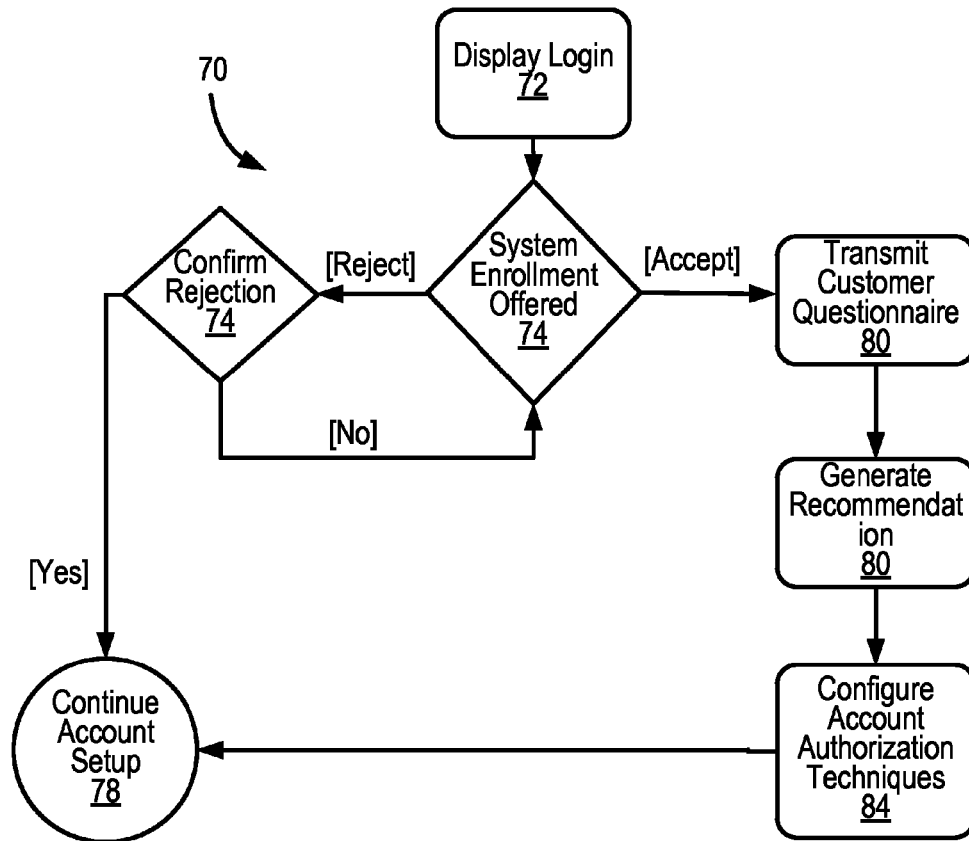 Display Login
72
70
System
Enrollment
Offered
74
[Reject]
Confirm
Rejection
74
[No]
[Yes]
[Accept]
Transmit
Customer
Questionnaire
80
Generate
Recommendat
ion
80
Configure
Account
Authorization
Techniques
84
Continue
Account
Setup
78